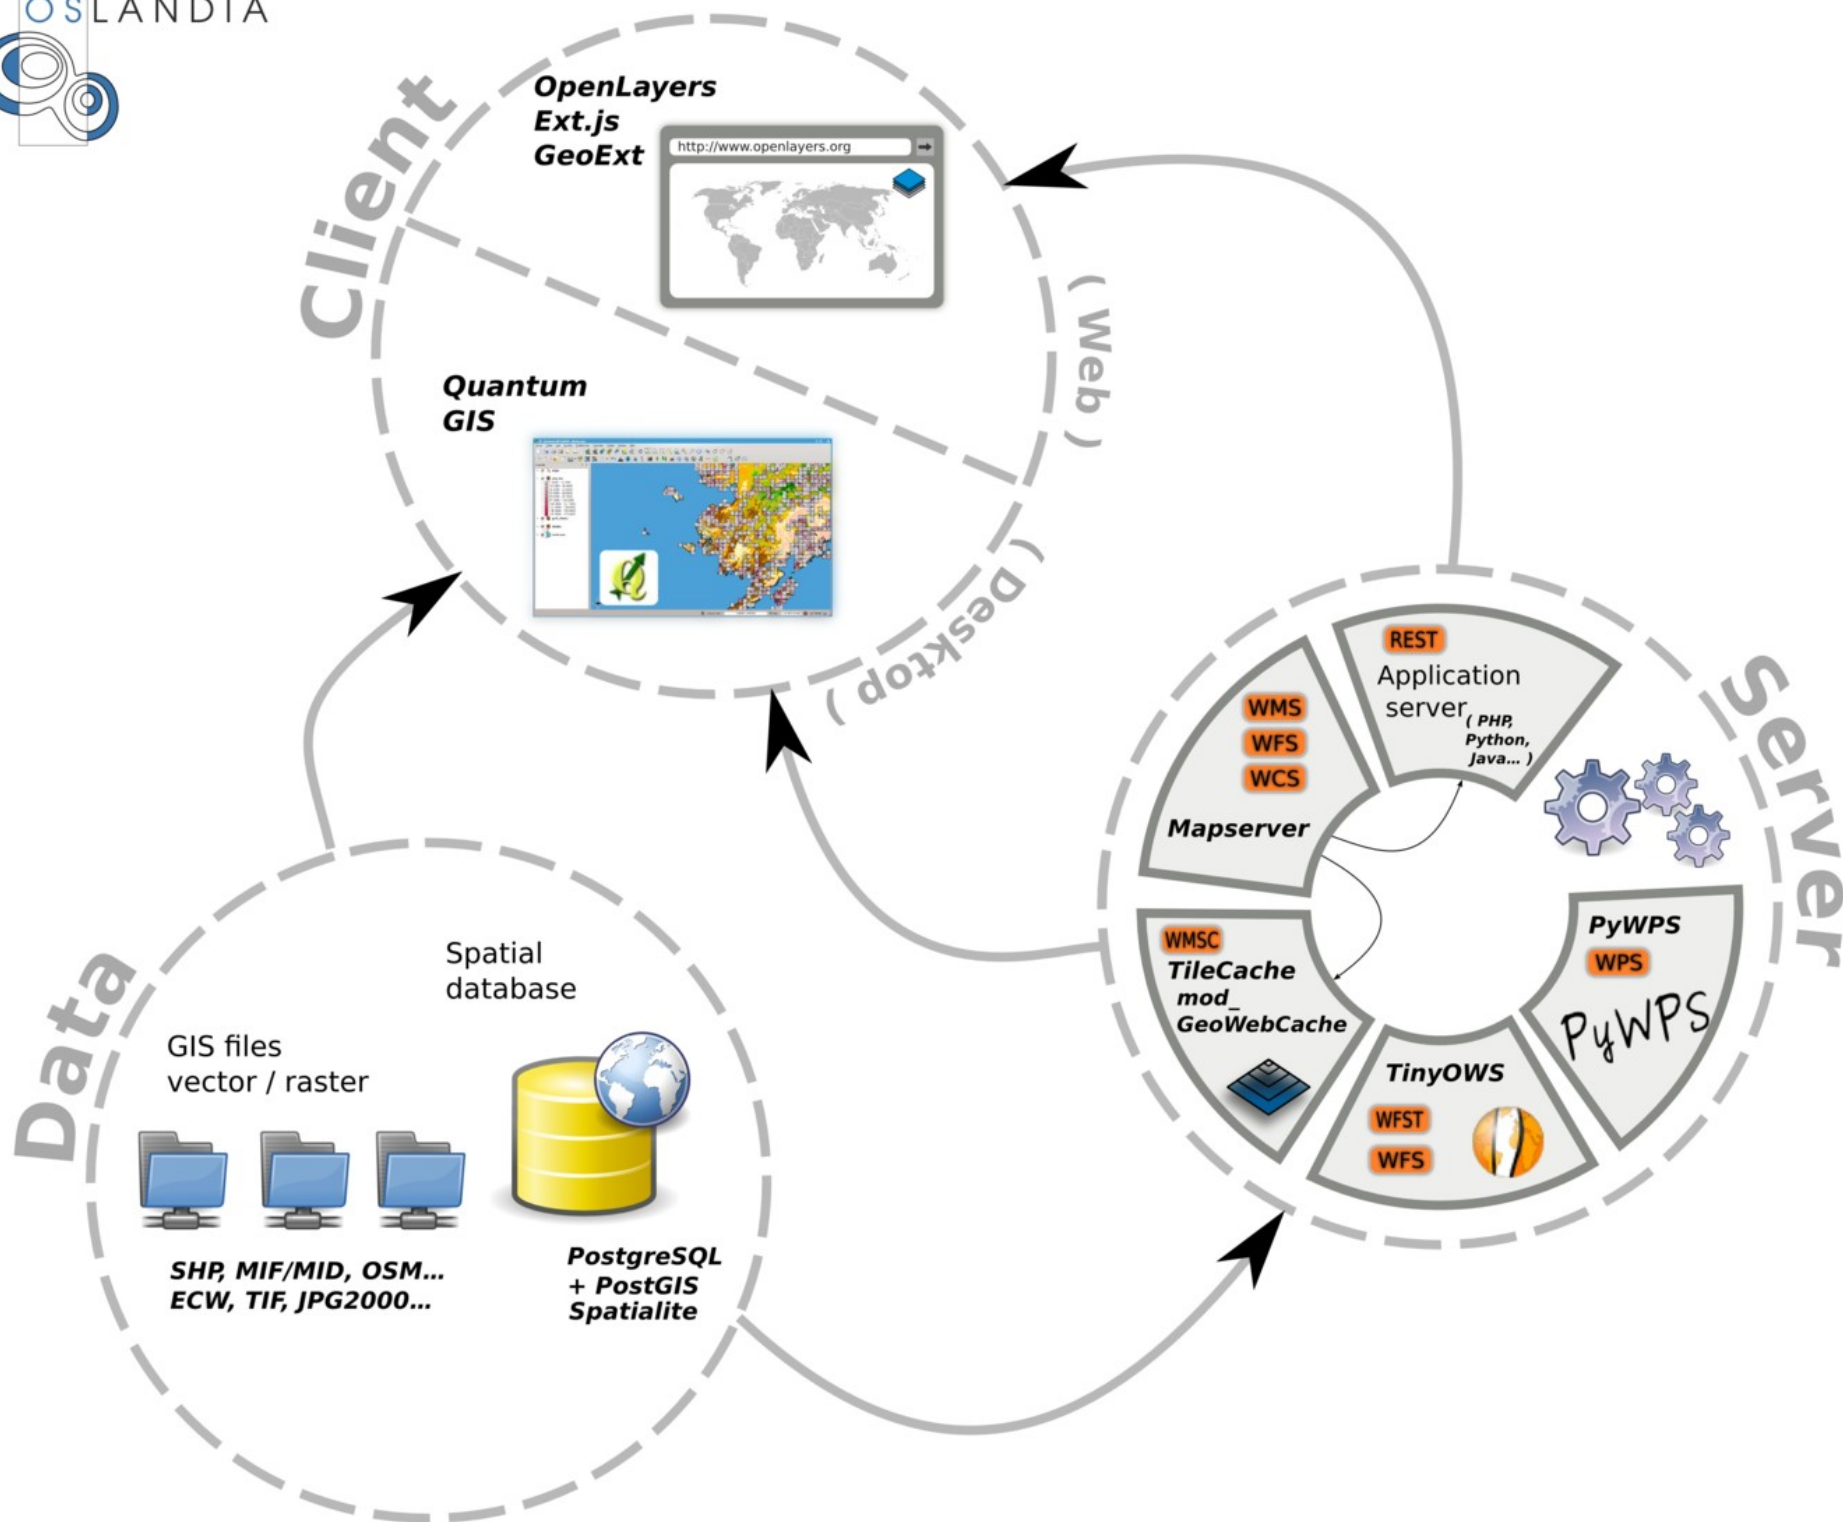 OSLANDIA
Client
OpenLayers
Ext.js
GeoExt
http://www.openlayers.org
( Web )
Quantum
GIS
( Desktop )
Server
REST
Application
server
( PHP,
Python,
Java... )
WMS
WFS
WCS
Mapserver
WMSC
TileCache
mod_
GeoWebCache
TinyOWS
WFST
WFS
PyWPS
WPS
PyWPS
Data
Spatial
database
GIS files
vector / raster
SHP, MIF/MID, OSM...
ECW, TIF, JPG2000...
PostgreSQL
+ PostGIS
Spatialite